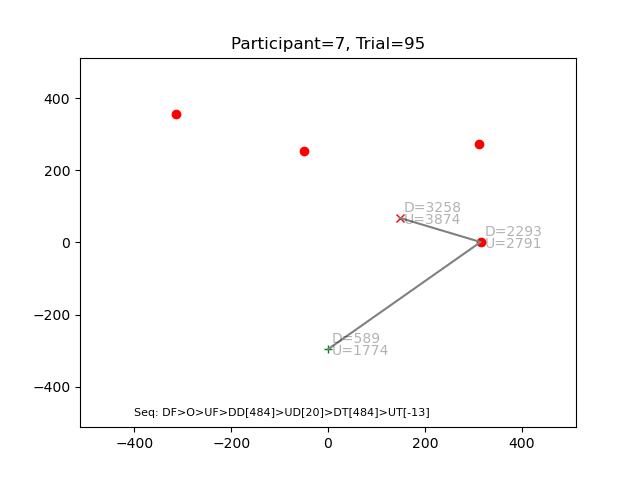 Participant=7, Trial=95
400
200
0
−200
−400
D=3258
U=3874
D=2293
U=2791
D=589
U=1774
Seq: DF>O>UF>DD[484]>UD[20]>DT[484]>UT[-13]
−400 −200 0 200 400